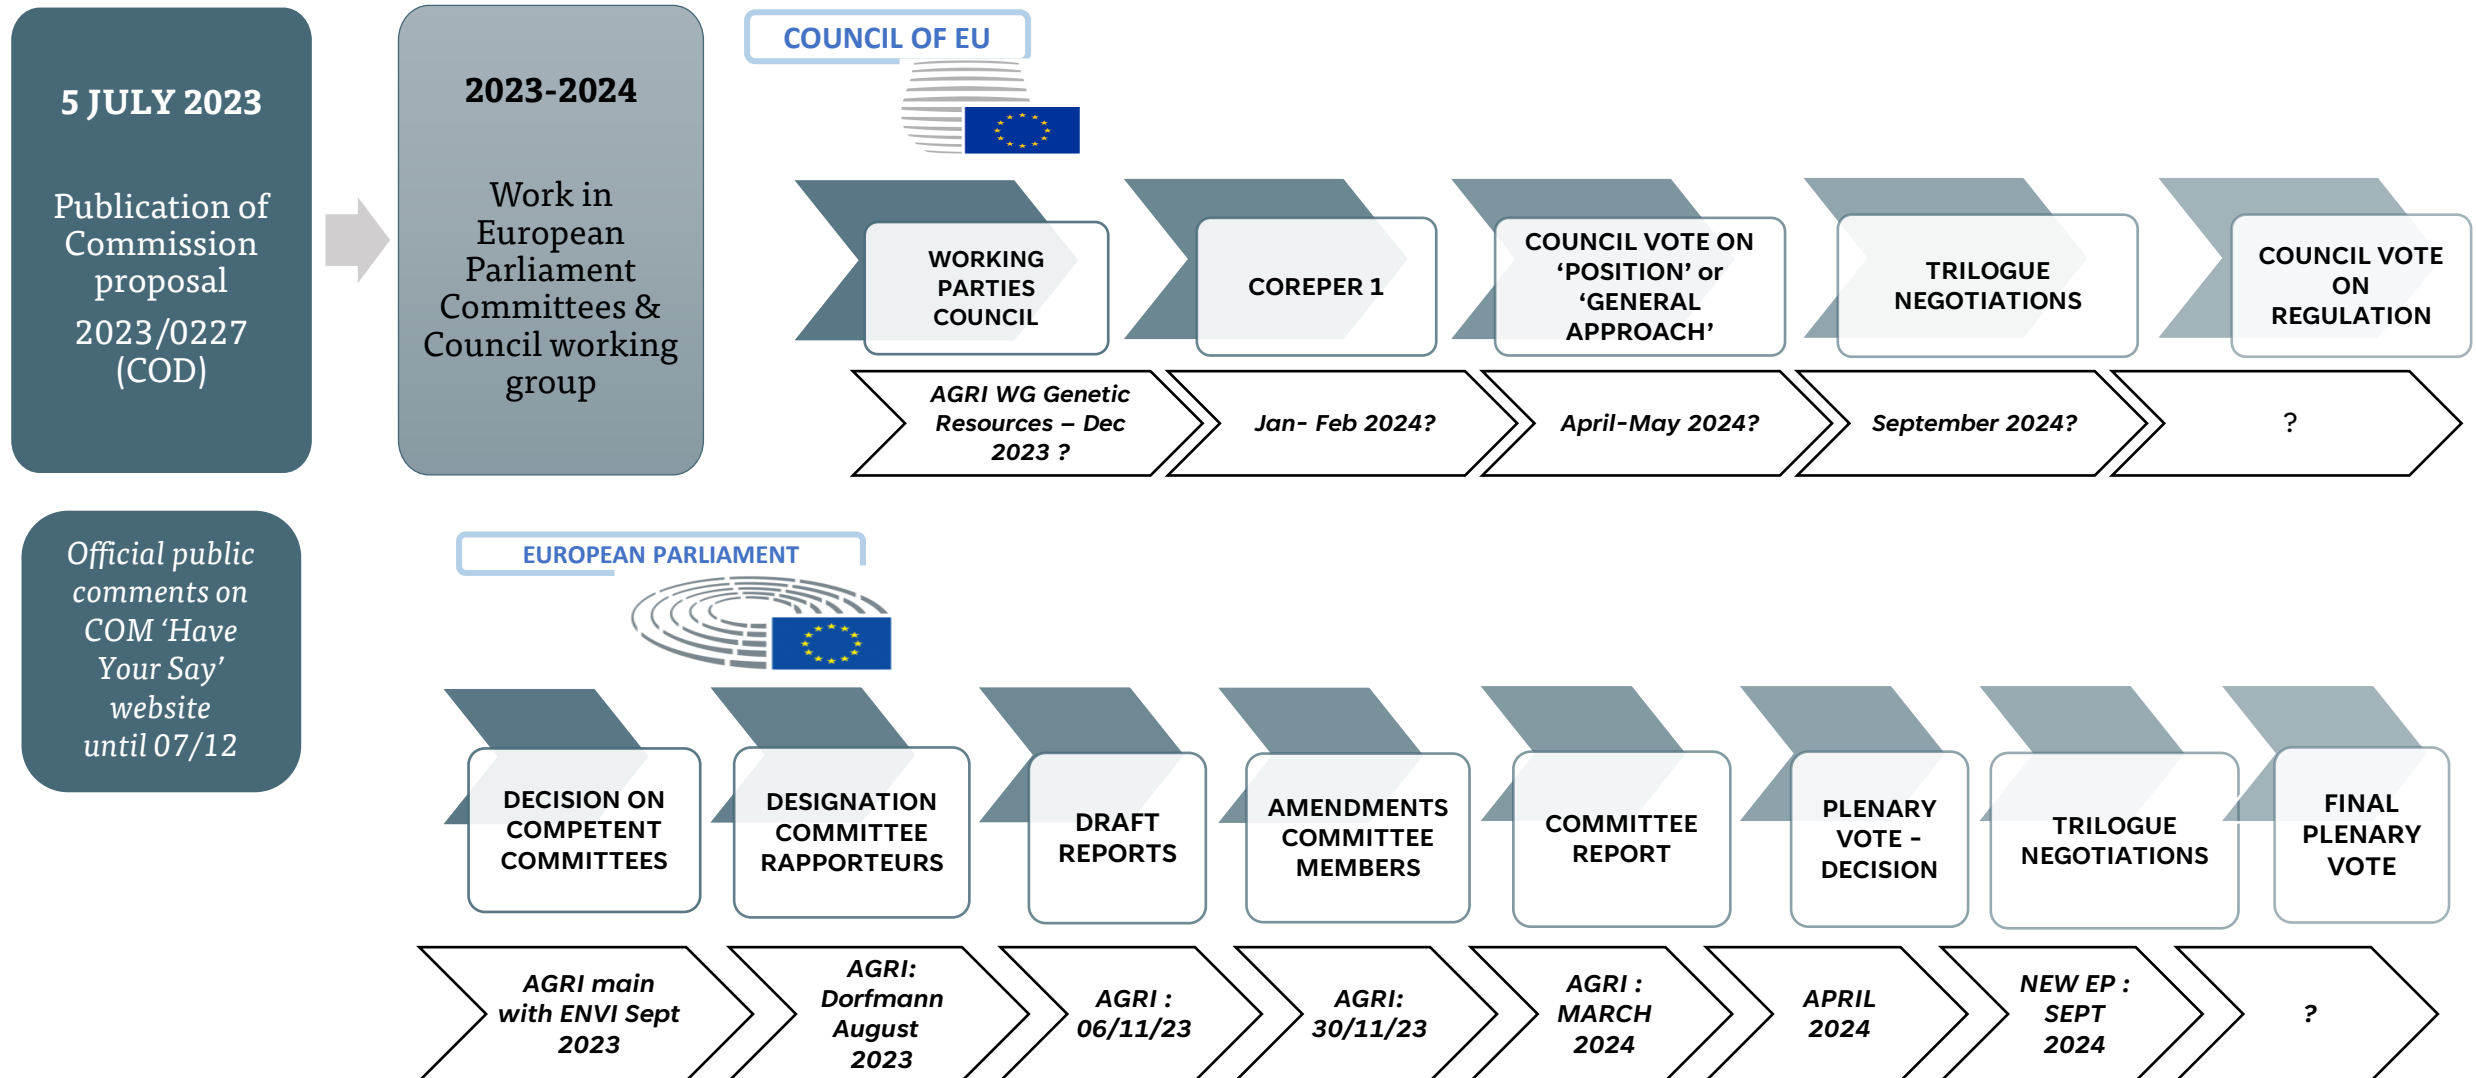 5 JULY 2023
Publication of
Commission
proposal
2023/0227
(COD)
2023-2024
Work in
European
Parliament
Committees &
Council working
group
COUNCIL OF EU
WORKING
PARTIES
COUNCIL
COREPER 1
COUNCIL VOTE ON
‘POSITION’ or
‘GENERAL
APPROACH’
TRILOGUE
NEGOTIATIONS
COUNCIL VOTE
ON
REGULATION
AGRI WG Genetic
Resources – Dec
2023 ?
Jan- Feb 2024?
April-May 2024?
September 2024?
?
Official public
comments on
COM ‘Have
Your Say’
website
until 07/12
EUROPEAN PARLIAMENT
DECISION ON
COMPETENT
COMMITTEES
DESIGNATION
COMMITTEE
RAPPORTEURS
DRAFT
REPORTS
AMENDMENTS
COMMITTEE
MEMBERS
COMMITTEE
REPORT
PLENARY
VOTE –
DECISION
TRILOGUE
NEGOTIATIONS
FINAL
PLENARY
VOTE
AGRI main
with ENVI Sept
2023
AGRI:
Dorfmann
August
2023
AGRI :
06/11/23
AGRI:
30/11/23
AGRI :
MARCH
2024
APRIL
2024
NEW EP :
SEPT
2024
?